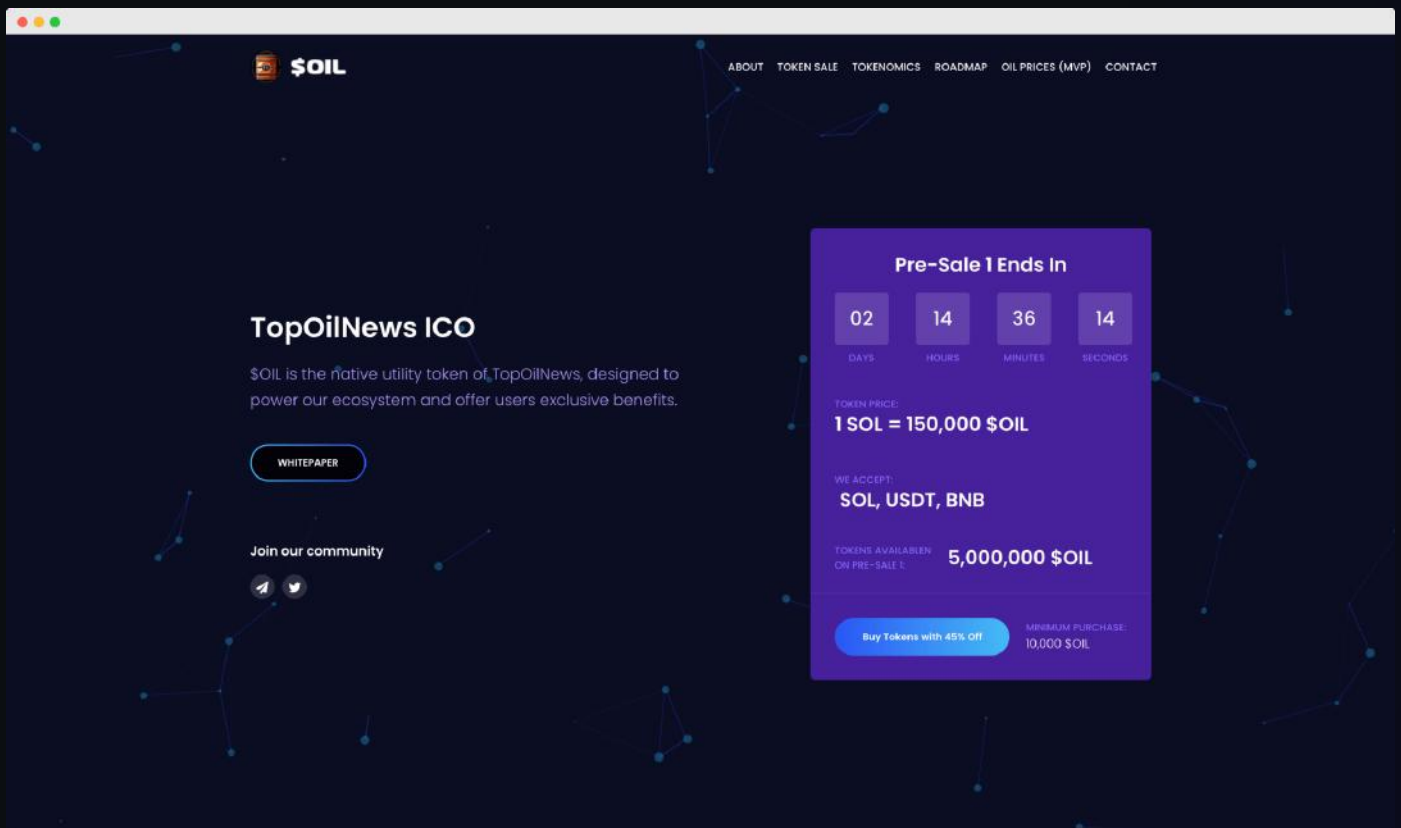 $OIL
ABOUT TOKEN SALE TOKENOMICS ROADMAP OIL PRICES (MVP) CONTACT
TopOilNews ICO
$OIL is the native utility token of TopOilNews, designed to
power our ecosystem and offer users exclusive benefits.
WHITEPAPER
Join our community
Pre-Sale 1 Ends In
02 14 36 14
DAYS HOURS MINUTES SECONDS
TOKEN PRICE:
1 SOL = 150,000 $OIL
WE ACCEPT:
SOL, USDT, BNB
TOKENS AVAILABLEN
ON PRE-SALE 1:
5,000,000 $OIL
Buy Tokens with 45% Off
MINIMUM PURCHASE:
10,000 $OIL